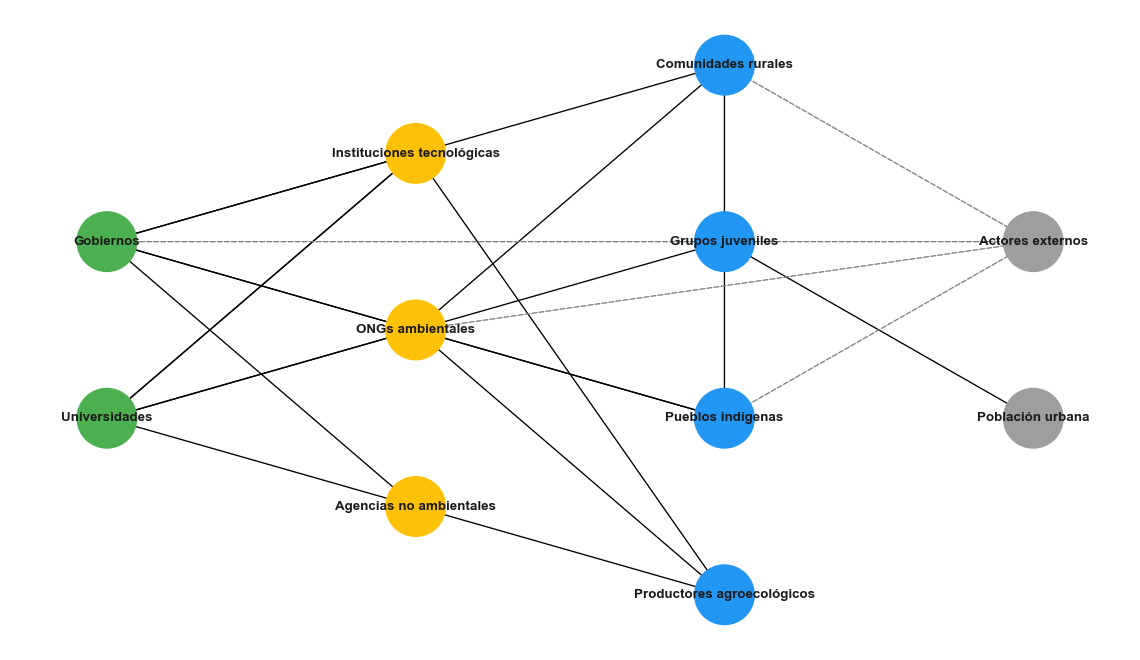 Comunidades rurales
Instituciones tecnológicas
Gobiernos
Grupos juveniles
Actores externos
ONGs ambientales
Universidades
Pueblos indígenas
Población urbana
Agencias no ambientales
Productores agroecológicos